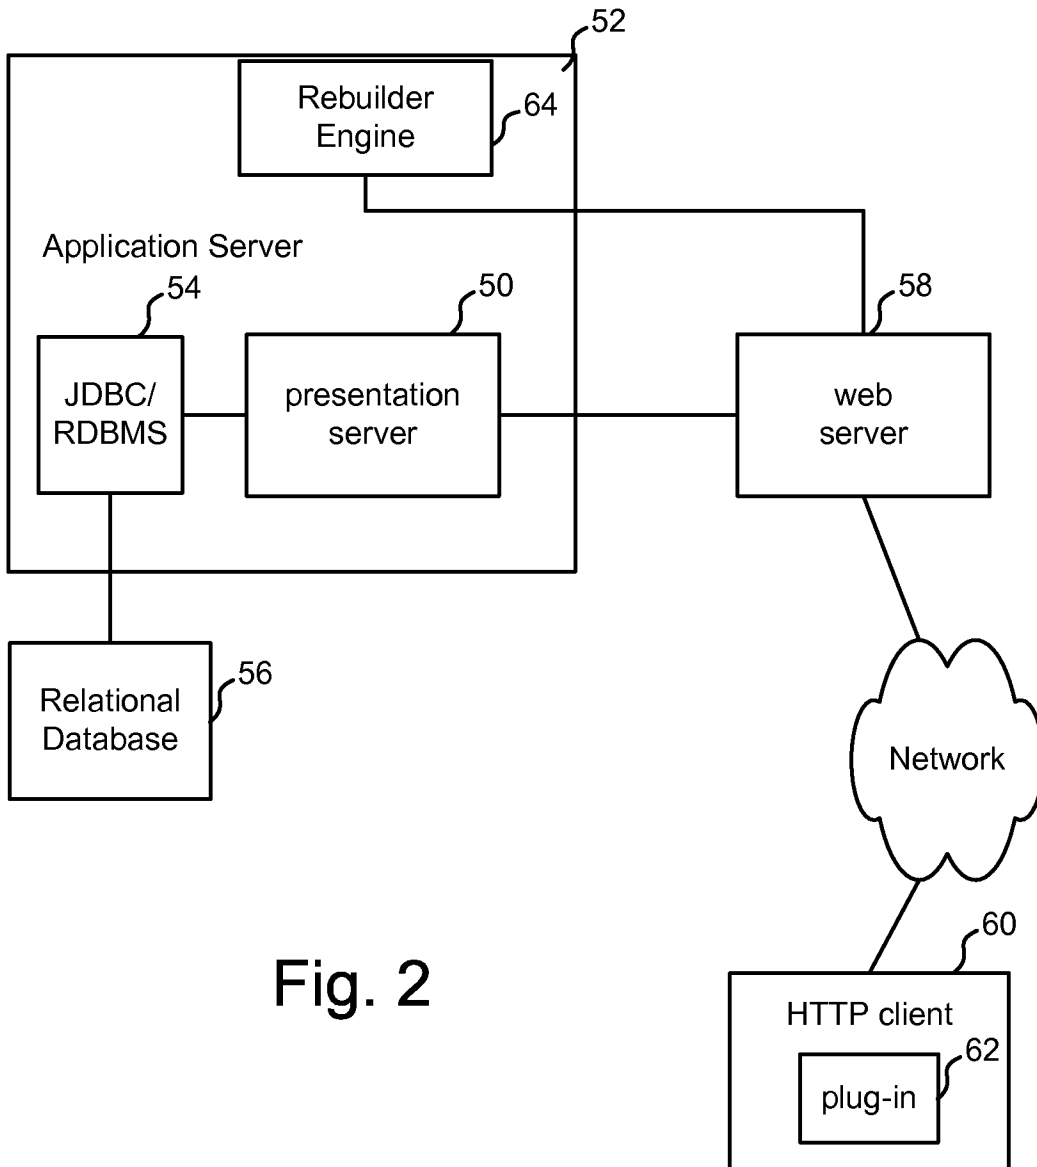 52
Rebuilder
Engine
64
Application Server
54
50
58
JDBC/
RDBMS
presentation
server
web
server
Relational
Database
56
Network
Fig. 2
60
HTTP client
62
plug-in